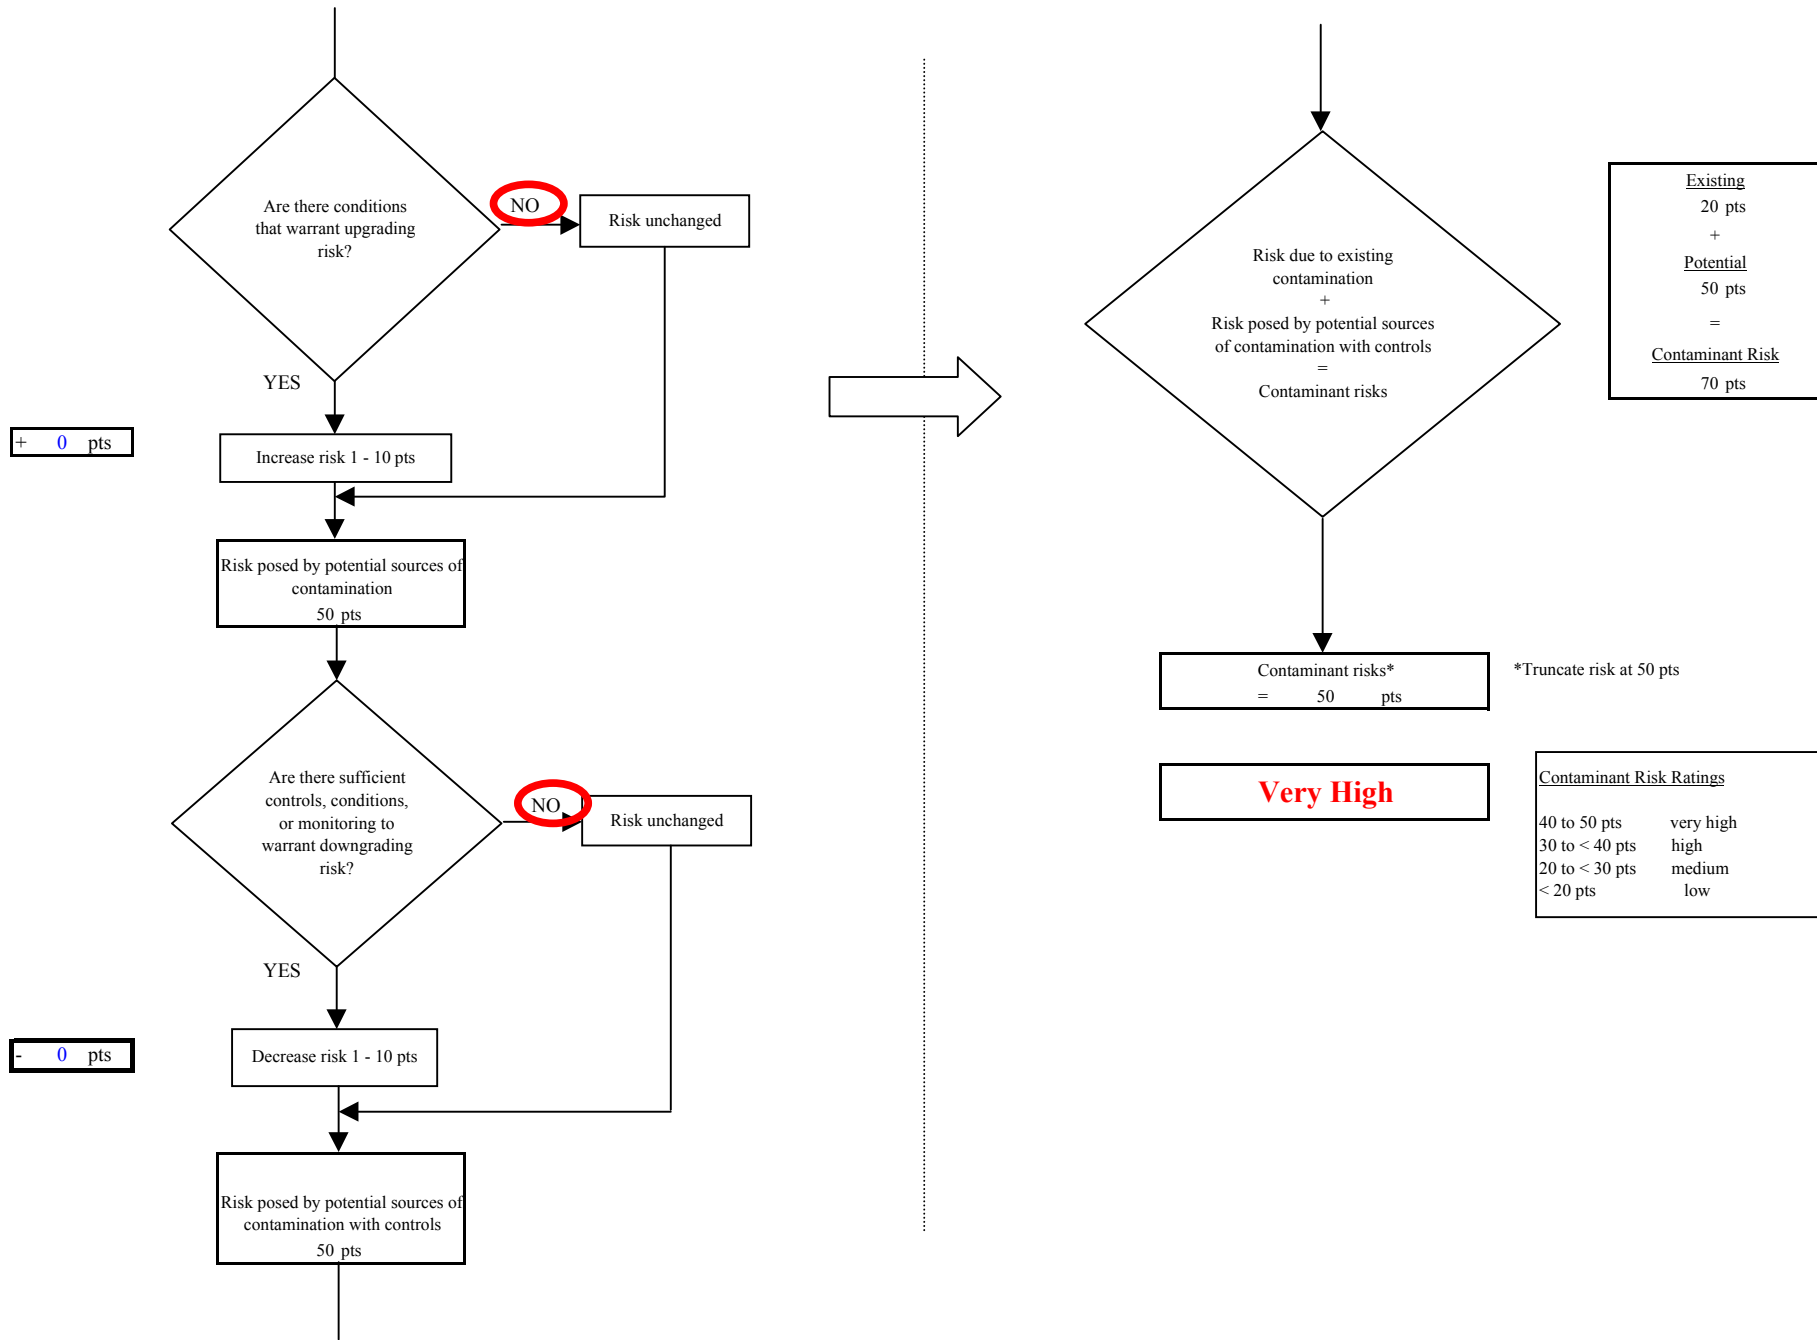 Are there conditions
that warrant upgrading
risk?
NO
Risk unchanged
YES
+ 0 pts
Increase risk 1 - 10 pts
Risk posed by potential sources of
contamination
50 pts
Are there sufficient
controls, conditions,
or monitoring to
warrant downgrading
risk?
NO
Risk unchanged
YES
- 0 pts
Decrease risk 1 - 10 pts
Risk posed by potential sources of
contamination with controls
50 pts
Risk due to existing
contamination
+
Risk posed by potential sources
of contamination with controls
=
Contaminant risks
Existing
20 pts
+
Potential
50 pts
=
Contaminant Risk
70 pts
Contaminant risks*
= 50 pts
*Truncate risk at 50 pts
Very High
Contaminant Risk Ratings
40 to 50 pts very high
30 to < 40 pts high
20 to < 30 pts medium
< 20 pts low